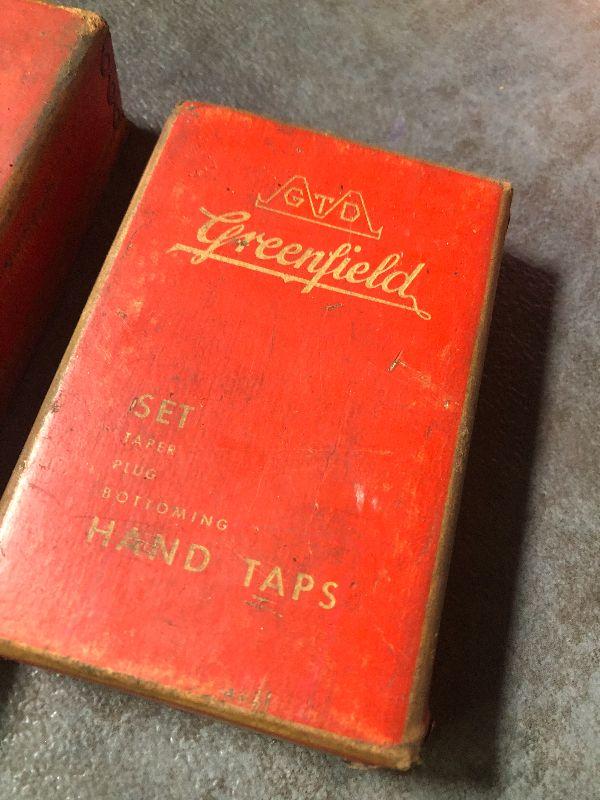 GTD
Greenfield
SET
TAPER
PLUG
BOTTOMING
HAND TAPS